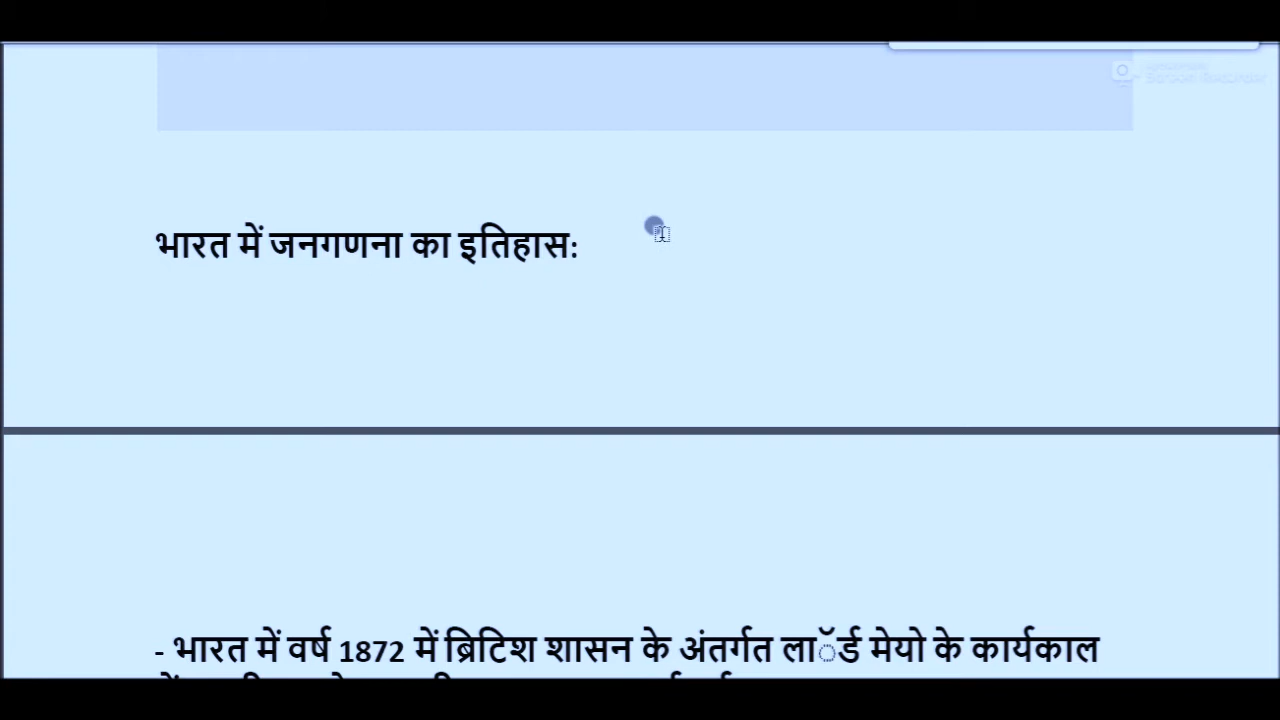 भारत में जनगणना का इतिहास:
- भारत में वर्ष 1872 में ब्रिटिश शासन के अंतर्गत लाॅर्ड मेयो के कार्यकाल